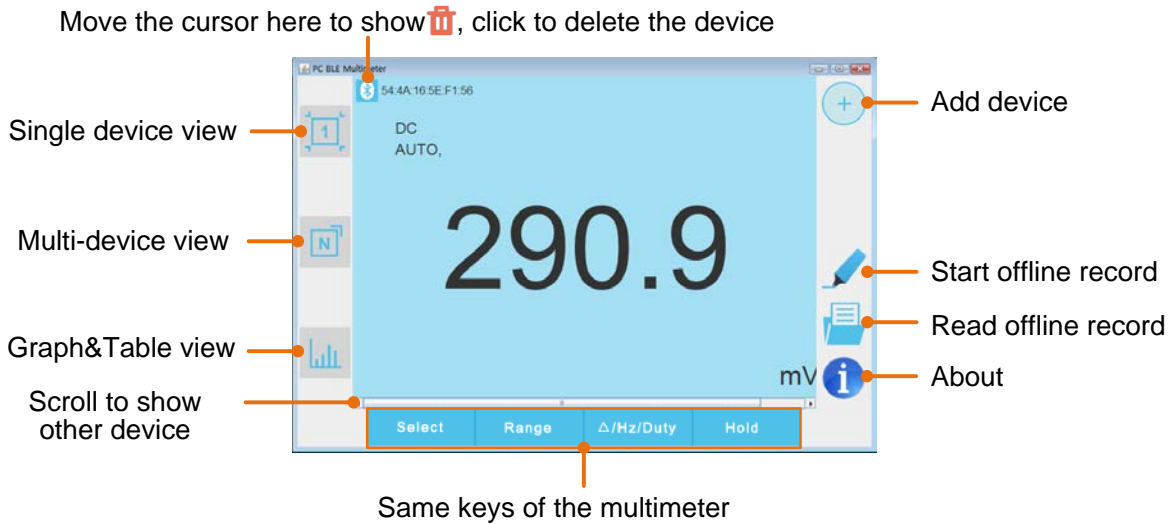 Move the cursor here to show , click to delete the device
PC BLE Multimeter
54:4A:16:5E:F1:56
Add device
Single device view
1
+
DC
AUTO,
Multi-device view
N
290.9
Start offline record
Read offline record
Graph&Table view
mV
i
About
Scroll to show
other device
Select Range △/Hz/Duty Hold
Same keys of the multimeter